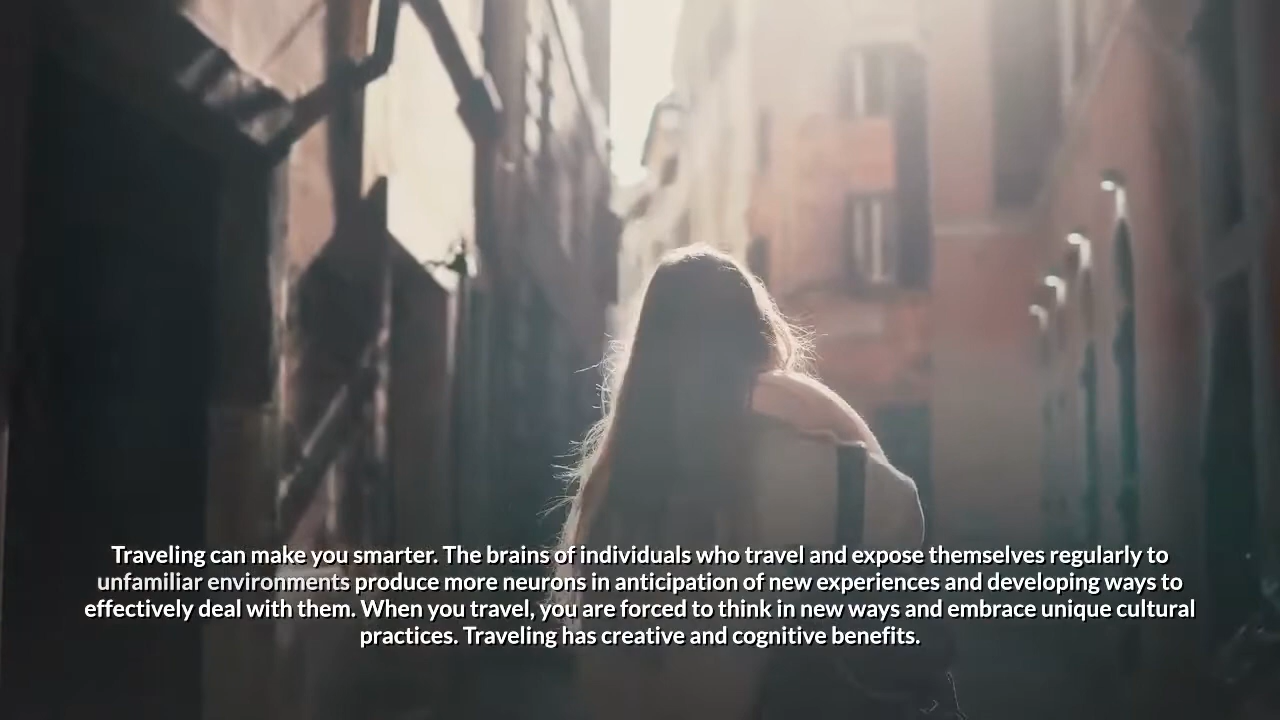 Traveling can make you smarter. The brains of individuals who travel and expose themselves regularly to
unfamiliar environments produce more neurons in anticipation of new experiences and developing ways to
effectively deal with them. When you travel, you are forced to think in new ways and embrace unique cultural
practices. Traveling has creative and cognitive benefits.